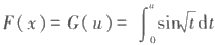 F(x) = G(u) = ∫₀ᵘ sin√t dt